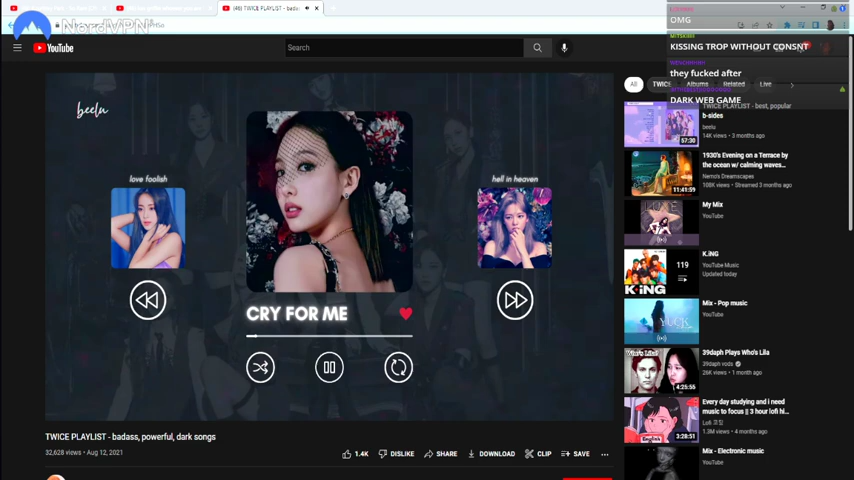 (46) TWICE PLAYLIST - badas
NordVPN
OMG
KISSING TROP WITHOUT CONSNT
they fucked after
DARK WEB GAME
YouTube
Search
All
TWICE
Albums
Related
Live
beelu
love foolish
hell in heaven
CRY FOR ME
TWICE PLAYLIST - badass, powerful, dark songs
32,628 views • Aug 12, 2021
1.4K
DISLIKE
SHARE
DOWNLOAD
CLIP
SAVE
TWICE PLAYLIST - best, popular
b-sides
beelu
14K views • 3 months ago
57:30
1930's Evening on a Terrace by
the ocean w/ calming waves...
Nemo's Dreamscapes
108K views • Streamed 3 months ago
11:41:59
My Mix
YouTube
K.iNG
YouTube Music
Updated today
119
K-iNG
Mix - Pop music
YouTube
39daph Plays Who's Lila
39daph vods
26K views • 1 month ago
4:25:55
Every day studying and i need
music to focus || 3 hour lofi hi...
1.3M views • 4 months ago
3:28:51
Mix - Electronic music
YouTube